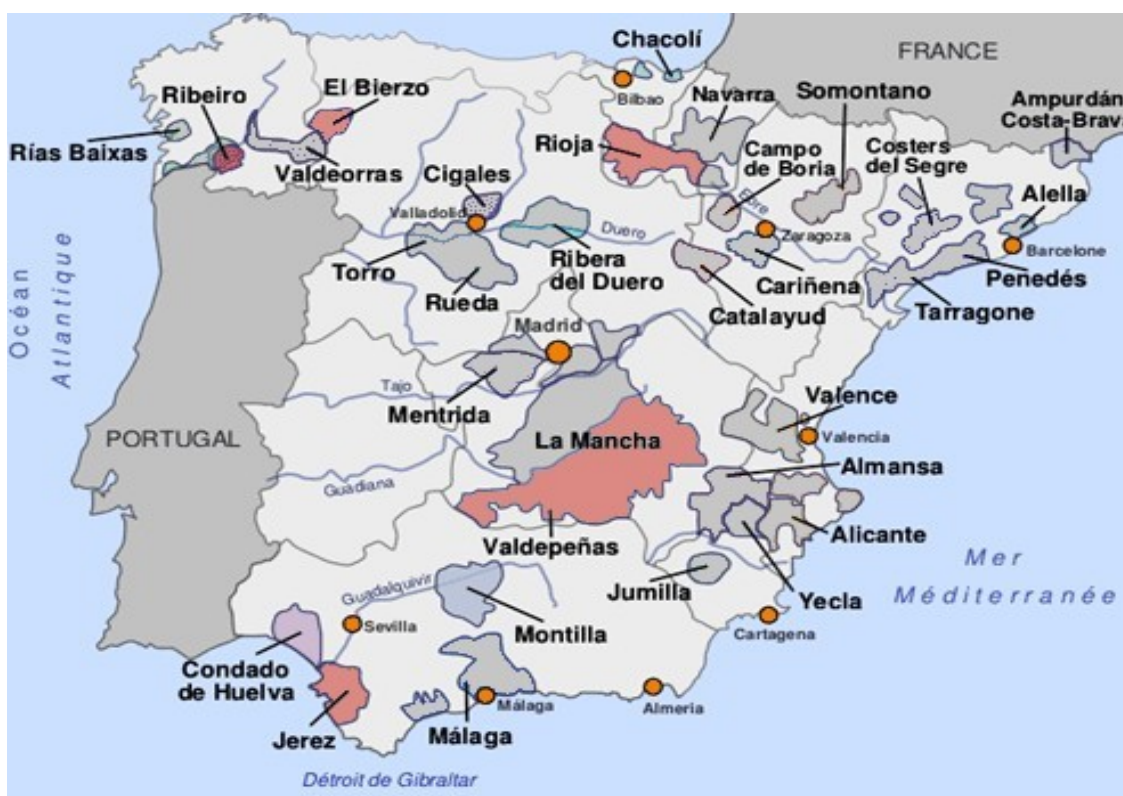 Chacolí
FRANCE
Bilbao
El Bierzo
Ribeiro
Navarra
Somontano
Ampurdán
Costa-Brava
Rías Baixas
Rioja
Valdeorras
Cigales
Campo
de Boria
Costers
del Segre
Alella
Valladolid
Duero
Ebre
Zaragoza
Barcelone
Torro
Ribera
del Duero
Rueda
Cariñena
Penedés
Catalayud
Tarragone
Océan
Atlantique
Madrid
Tajo
Mentrida
Valence
PORTUGAL
La Mancha
Valencia
Almansa
Guadiana
Valdepeñas
Alicante
Mer
Méditerranée
Jumilla
Yecla
Guadalquivir
Sevilla
Montilla
Cartagena
Condado
de Huelva
Málaga
Almeria
Jerez
Málaga
Détroit de Gibraltar